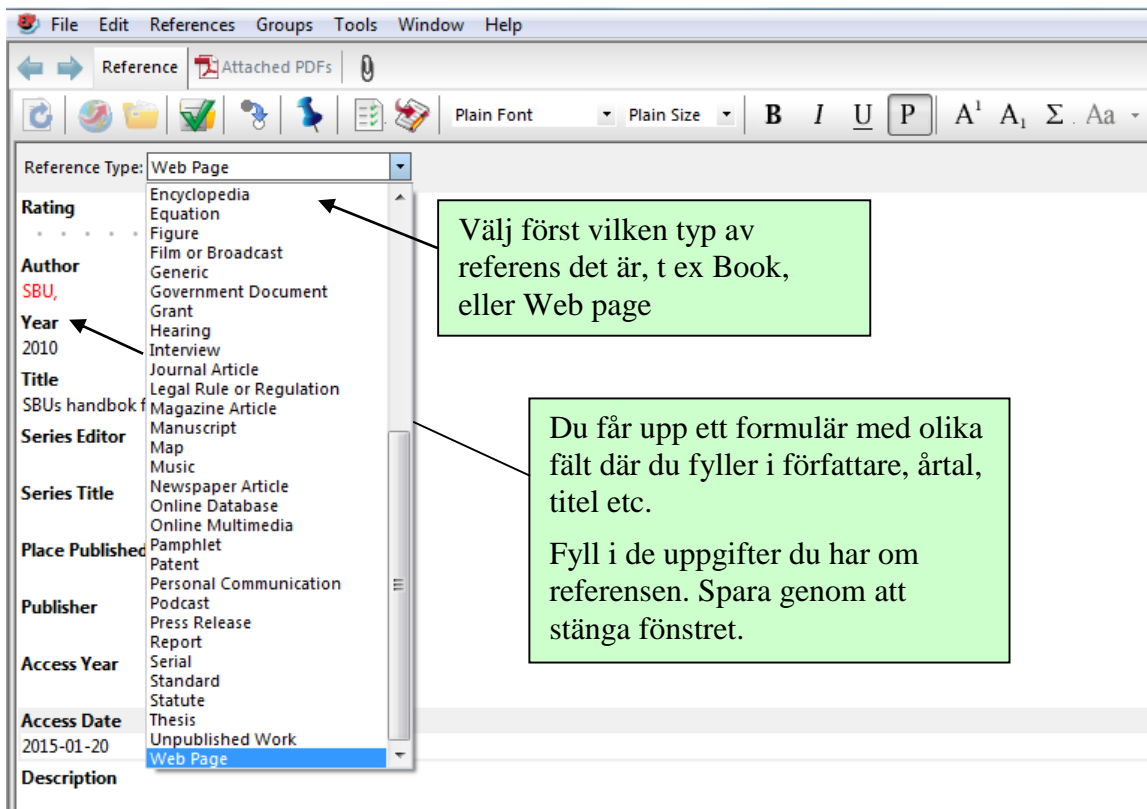 File Edit References Groups Tools Window Help
Reference Attached PDFs
Plain Font Plain Size B I U P A1 A1 Σ Aa
Reference Type: Web Page
Rating
Author
SBU,
Year
2010
Title
SBUs handbok f
Series Editor
Series Title
Place Published
Publisher
Access Year
Access Date
2015-01-20
Description
Encyclopedia
Equation
Figure
Film or Broadcast
Generic
Government Document
Grant
Hearing
Interview
Journal Article
Legal Rule or Regulation
Magazine Article
Manuscript
Map
Music
Newspaper Article
Online Database
Online Multimedia
Pamphlet
Patent
Personal Communication
Podcast
Press Release
Report
Serial
Standard
Statute
Thesis
Unpublished Work
Web Page
Välj först vilken typ av
referens det är, t ex Book,
eller Web page
Du får upp ett formulär med olika
fält där du fyller i författare, årtal,
titel etc.
Fyll i de uppgifter du har om
referensen. Spara genom att
stänga fönstret.